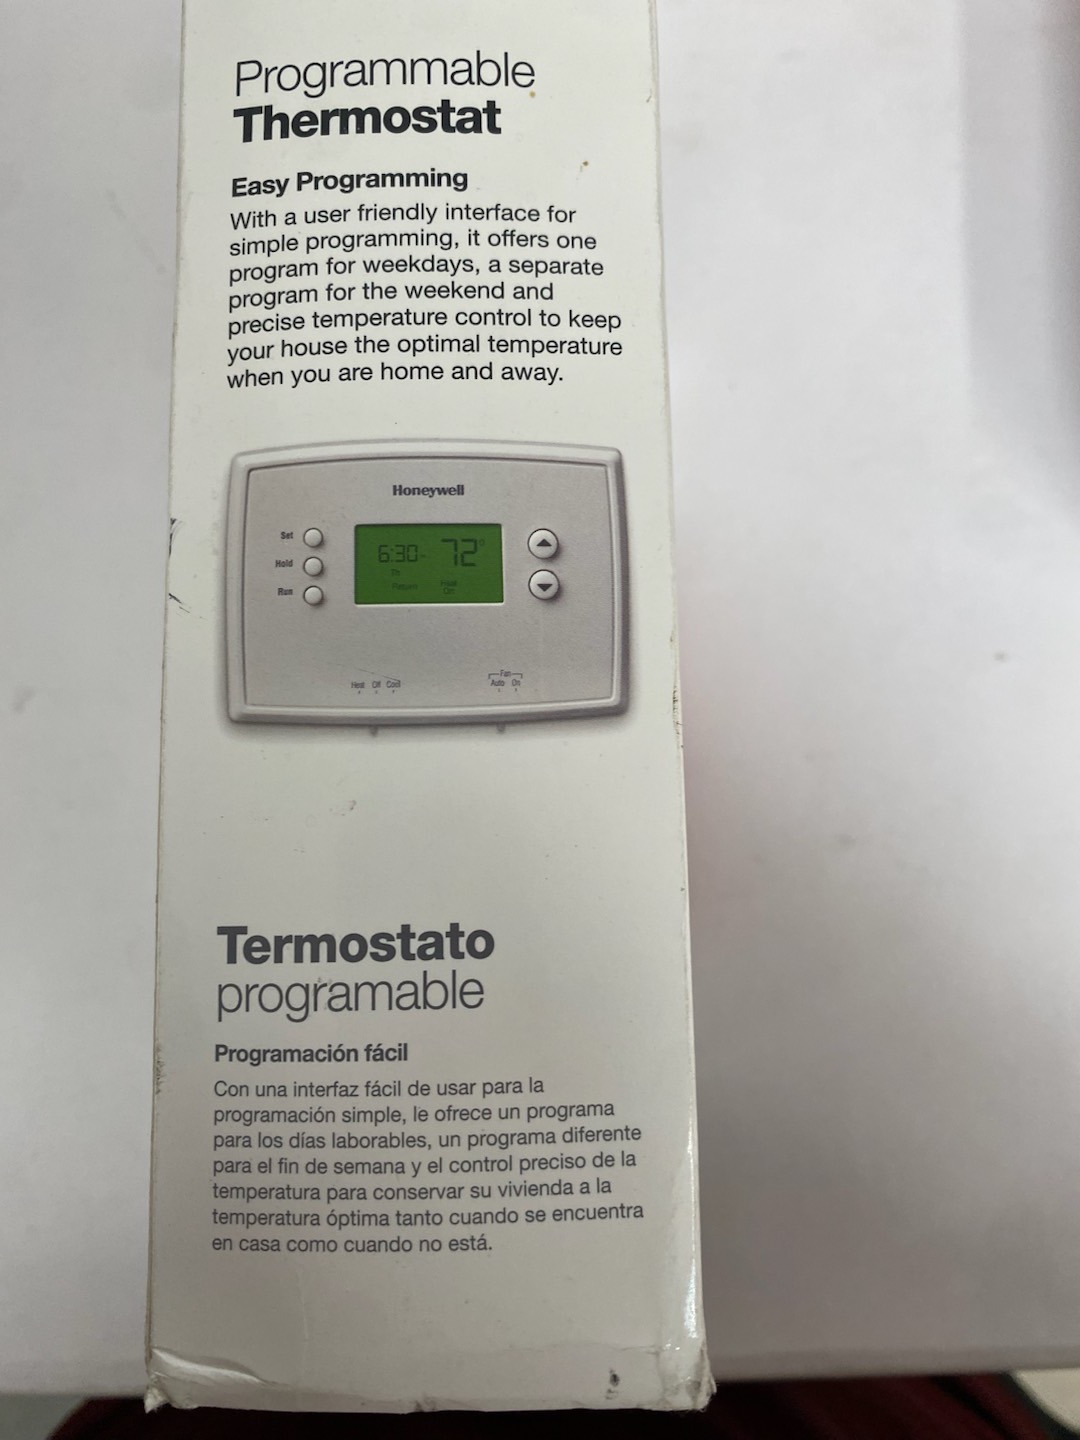 Programmable
Thermostat
Easy Programming
With a user friendly interface for
simple programming, it offers one
program for weekdays, a separate
program for the weekend and
precise temperature control to keep
your house the optimal temperature
when you are home and away.
Honeywell
Set
Hold
Run
6:30 72°
Heat
On
Heat Off Cool
Fan
Auto On
Termostato
programable
Programación fácil
Con una interfaz fácil de usar para la
programación simple, le ofrece un programa
para los días laborables, un programa diferente
para el fin de semana y el control preciso de la
temperatura para conservar su vivienda a la
temperatura óptima tanto cuando se encuentra
en casa como cuando no está.